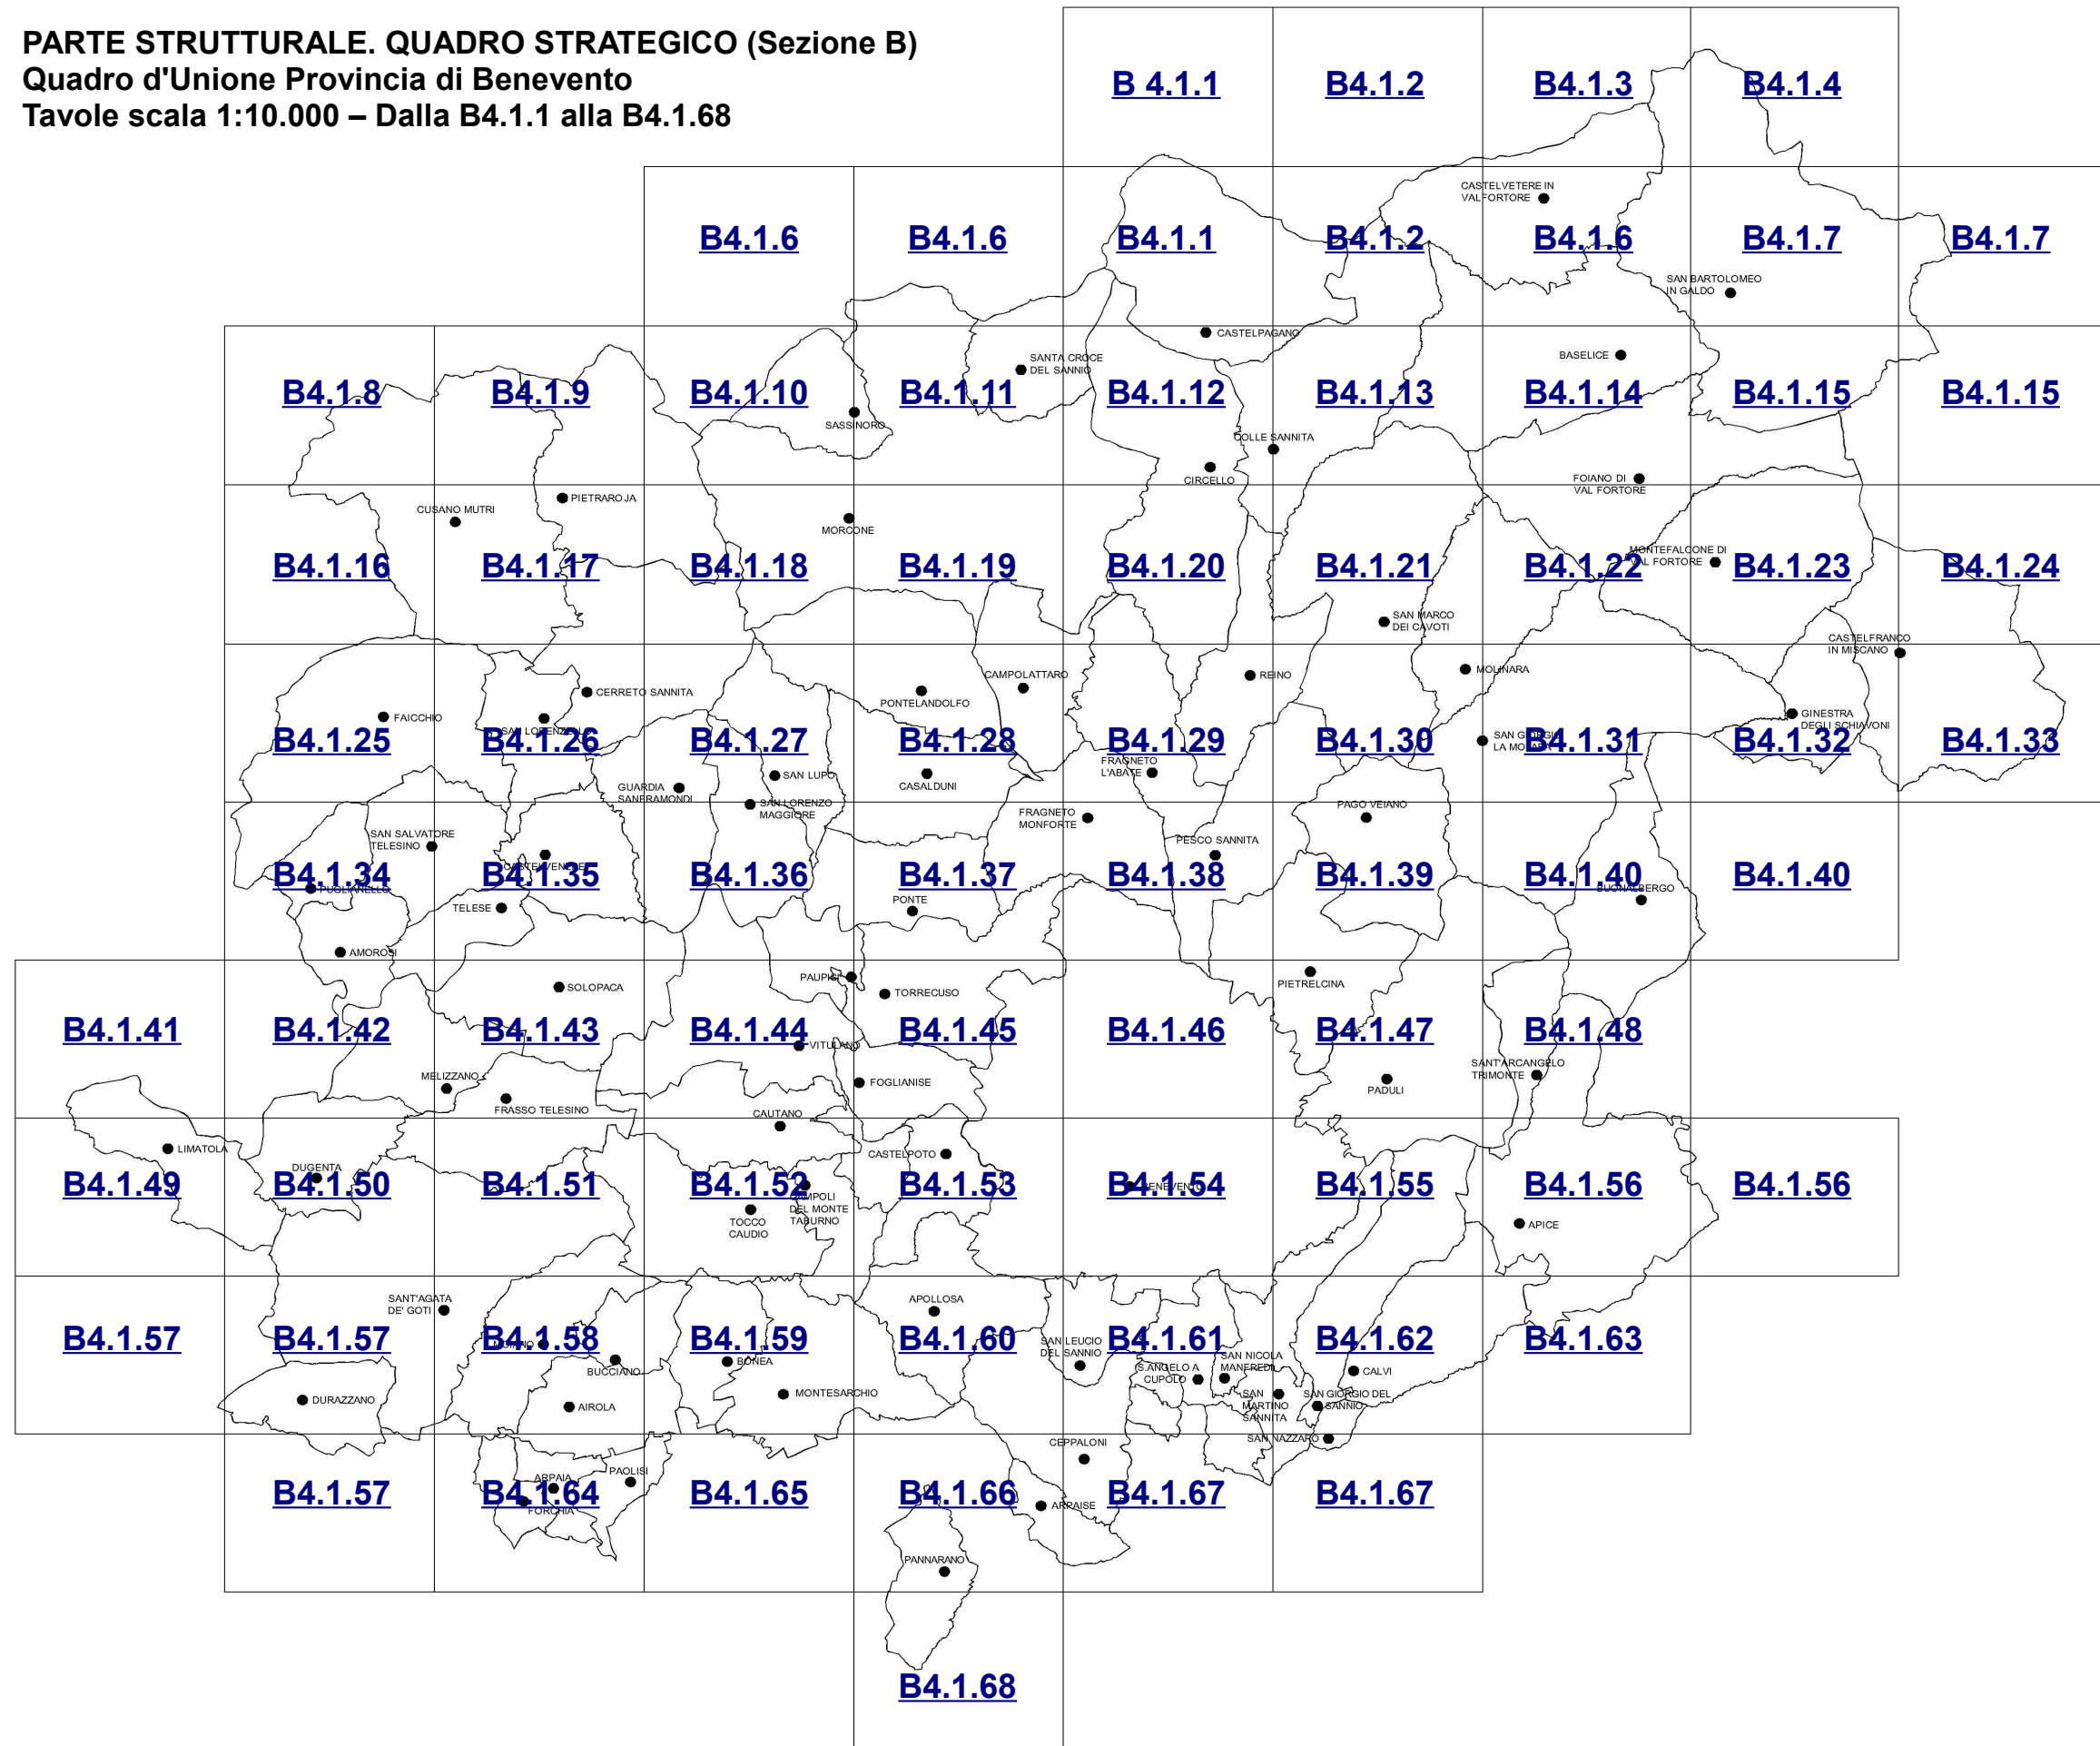 PARTE STRUTTURALE. QUADRO STRATEGICO (Sezione B)
Quadro d'Unione Provincia di Benevento
Tavole scala 1:10.000 – Dalla B4.1.1 alla B4.1.68
B 4.1.1
B4.1.2
B4.1.3
B4.1.4
CASTELVETERE IN
VALFORTORE
B4.1.6
B4.1.6
B4.1.1
B4.1.2
B4.1.6
B4.1.7
B4.1.7
SAN BARTOLOMEO
IN GALDO
CASTELPAGANO
SANTA CROCE
DEL SANNIO
BASELICE
B4.1.8
B4.1.9
B4.1.10
B4.1.11
B4.1.12
B4.1.13
B4.1.14
B4.1.15
B4.1.15
SASSINORO
COLLE SANNITA
CIRCELLO
FOIANO DI
VAL FORTORE
PIETRAROJA
CUSANO MUTRI
MORCONE
MONTEFALCONE DI
VAL FORTORE
B4.1.16
B4.1.17
B4.1.18
B4.1.19
B4.1.20
B4.1.21
B4.1.22
B4.1.23
B4.1.24
SAN MARCO
DEI CAVOTI
CASTELFRANCO
IN MISCANO
CERRETO SANNITA
CAMPOLATTARO
REINO
MOLINARA
PONTELANDOLFO
FAICCHIO
SAN LORENZELLO
GINESTRA
DEGLI SCHIAVONI
SAN GIORGIO
LA MOLARA
B4.1.25
B4.1.26
B4.1.27
B4.1.28
B4.1.29
B4.1.30
B4.1.31
B4.1.32
B4.1.33
FRAGNETO
L'ABATE
SAN LUPO
CASALDUNI
GUARDIA
SANFRAMONDI
SAN LORENZO
MAGGIORE
FRAGNETO
MONFORTE
PAGO VEIANO
SAN SALVATORE
TELESINO
PESCO SANNITA
CASTELVENERE
B4.1.34
B4.1.35
B4.1.36
B4.1.37
B4.1.38
B4.1.39
B4.1.40
B4.1.40
PUGLIANELLO
BUONALBERGO
TELESE
PONTE
AMOROSI
PAUPISI
SOLOPACA
TORRECUSO
PIETRELCINA
B4.1.41
B4.1.42
B4.1.43
B4.1.44
B4.1.45
B4.1.46
B4.1.47
B4.1.48
VITULANO
SANT'ARCANGELO
TRIMONTE
MELIZZANO
FOGLIANISE
FRASSO TELESINO
PADULI
CAUTANO
LIMATOLA
DUGENTA
CASTELPOTO
B4.1.49
B4.1.50
B4.1.51
B4.1.52
B4.1.53
B4.1.54
B4.1.55
B4.1.56
B4.1.56
BENEVENTO
CAMPOLI
DEL MONTE
TABURNO
TOCCO
CAUDIO
APICE
SANT'AGATA
DE' GOTI
APOLLOSA
B4.1.57
B4.1.57
B4.1.58
B4.1.59
B4.1.60
B4.1.61
B4.1.62
B4.1.63
SAN LEUCIO
DEL SANNIO
BUCCIANO
BONEA
S.ANGELO A
CUPOLO
SAN NICOLA
MANFREDI
CALVI
DURAZZANO
AIROLA
MONTESARCHIO
SAN
MARTINO
SANNITA
SAN GIORGIO DEL
SANNIO
SAN NAZZARO
CEPPALONI
ARPAIA
PAOLISI
B4.1.57
B4.1.64
B4.1.65
B4.1.66
B4.1.67
B4.1.67
FORCHIA
ARPAISE
PANNARANO
B4.1.68